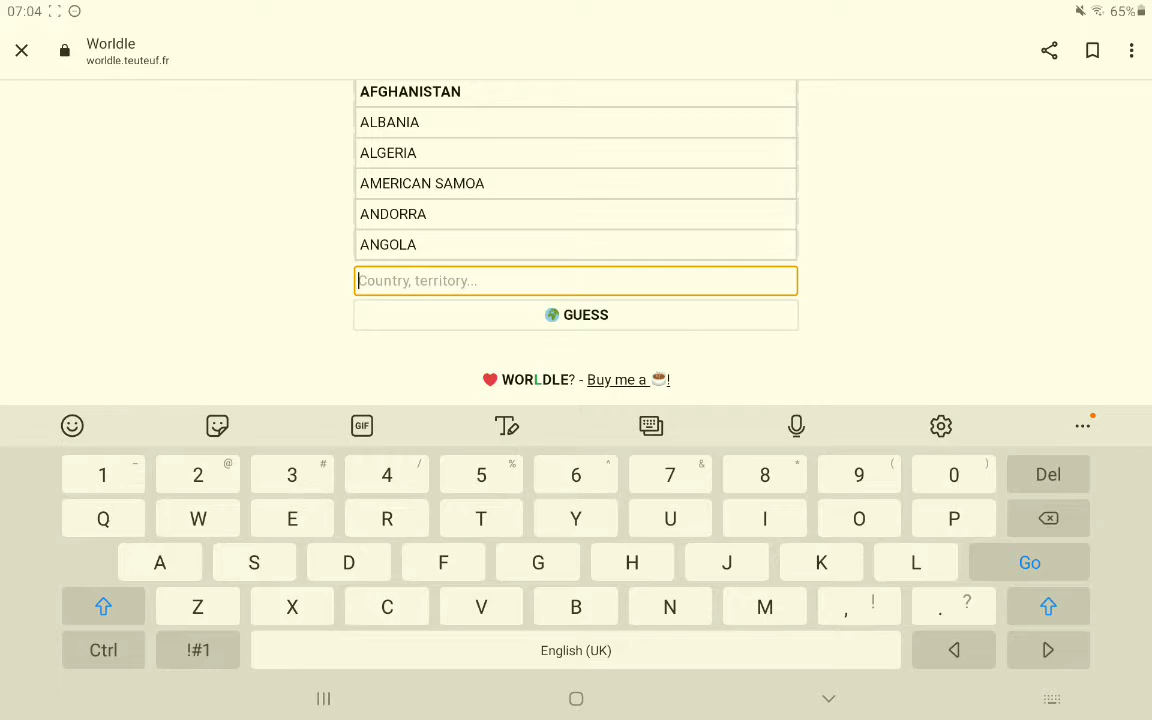 07:04 65%
Worldle
worldle.teuteuf.fr
AFGHANISTAN
ALBANIA
ALGERIA
AMERICAN SAMOA
ANDORRA
ANGOLA
Country, territory...
GUESS
WORLDLE? - Buy me a !
GIF
1 – 2 @ 3 # 4 / 5 % 6 ^ 7 & 8 * 9 ( 0 ) Del
Q W E R T Y U I O P
A S D F G H J K L Go
Z X C V B N M , ! . ?
Ctrl !#1 English (UK)